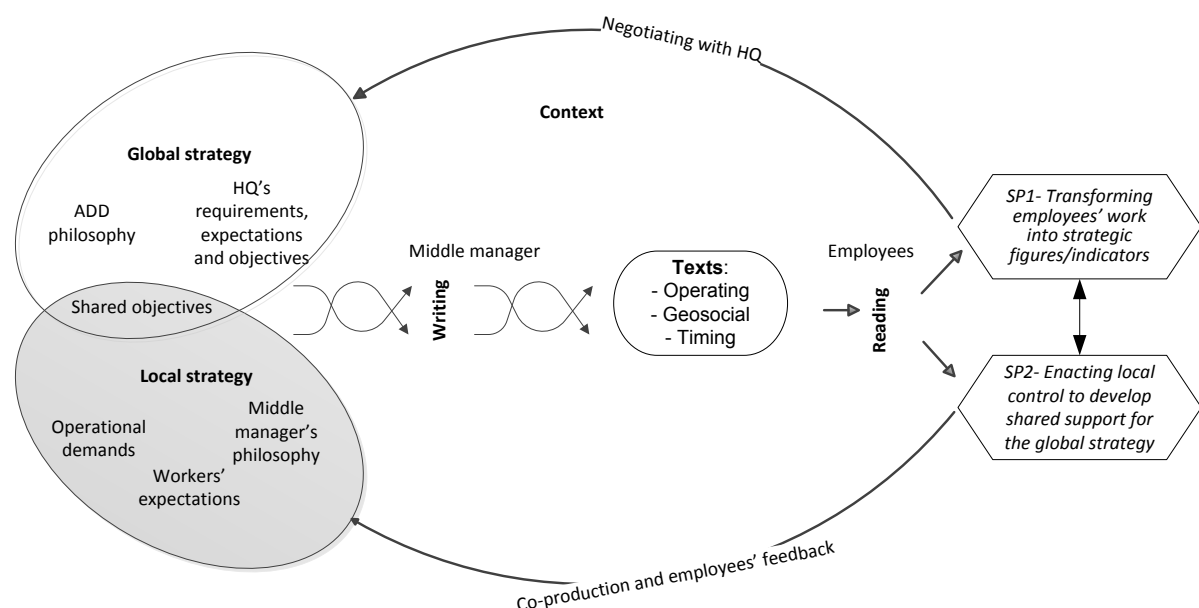 Negotiating with HQ
Context
Global strategy
ADD
philosophy
HQ's
requirements,
expectations
and objectives
Shared objectives
Local strategy
Operational
demands
Middle
manager's
philosophy
Workers'
expectations
Middle manager
Writing
Texts:
- Operating
- Geosocial
- Timing
Employees
Reading
SP1- Transforming
employees' work
into strategic
figures/indicators
SP2- Enacting local
control to develop
shared support for
the global strategy
Co-production and employees' feedback